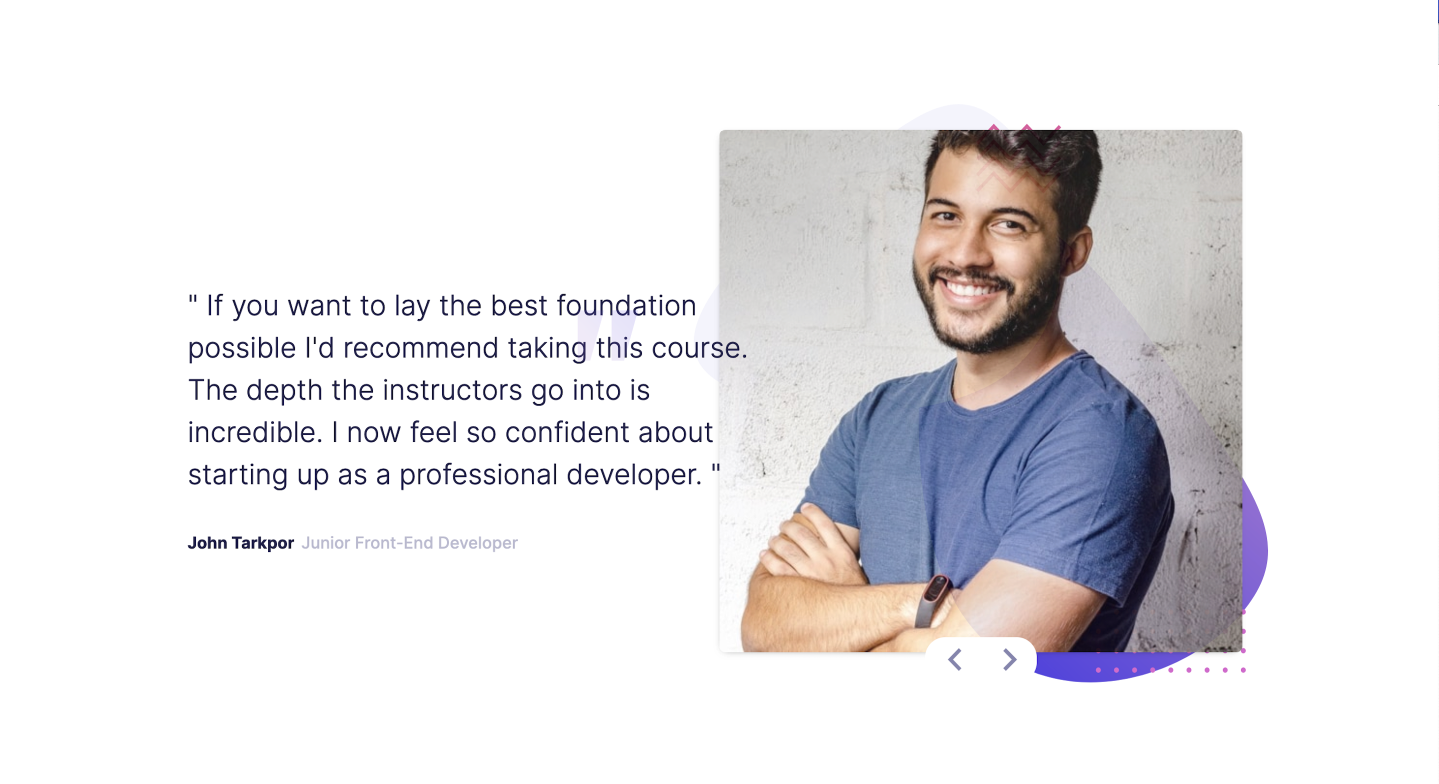 " If you want to lay the best foundation
possible I'd recommend taking this course.
The depth the instructors go into is
incredible. I now feel so confident about
starting up as a professional developer. "
John Tarkpor Junior Front-End Developer